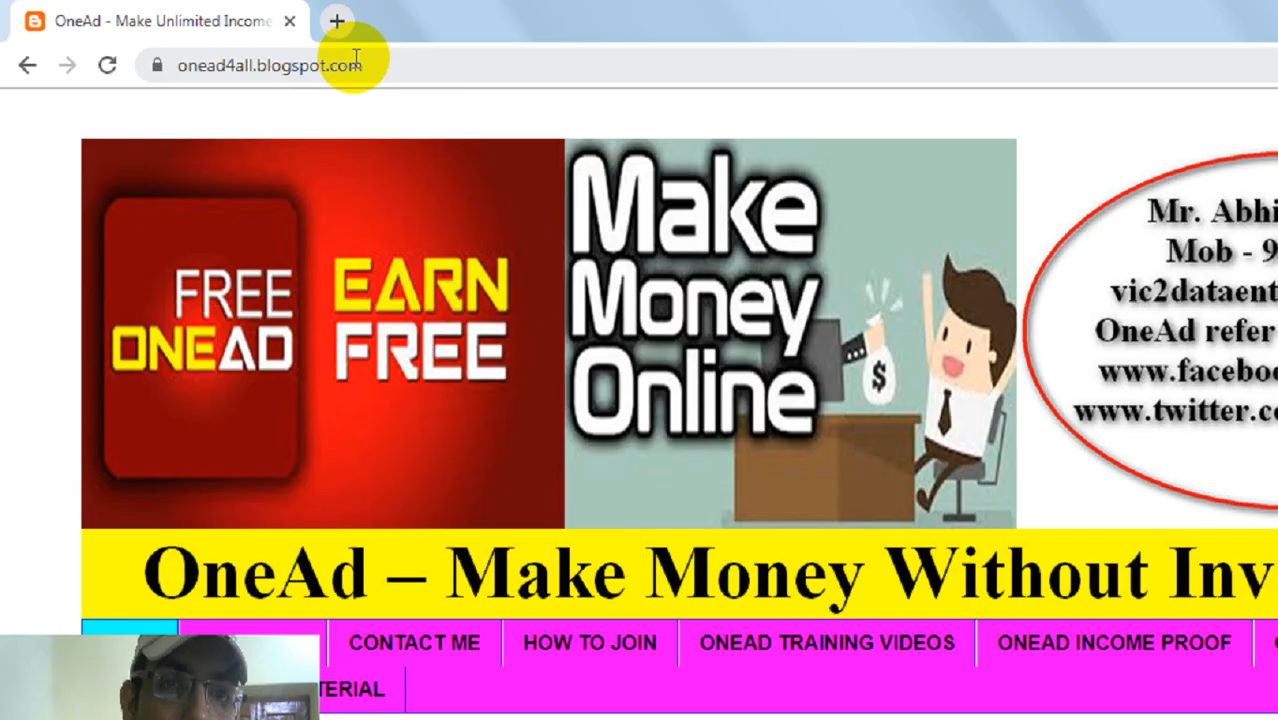 OneAd - Make Unlimited Income
onead4all.blogspot.com
FREE
ONEAD
EARN
FREE
Make
Money
Online
$
Mr. Abhi
Mob - 9
vic2dataent
OneAd refer
www.facebo
www.twitter.c
OneAd – Make Money Without Inv
CONTACT ME
HOW TO JOIN
ONEAD TRAINING VIDEOS
ONEAD INCOME PROOF
TERIAL